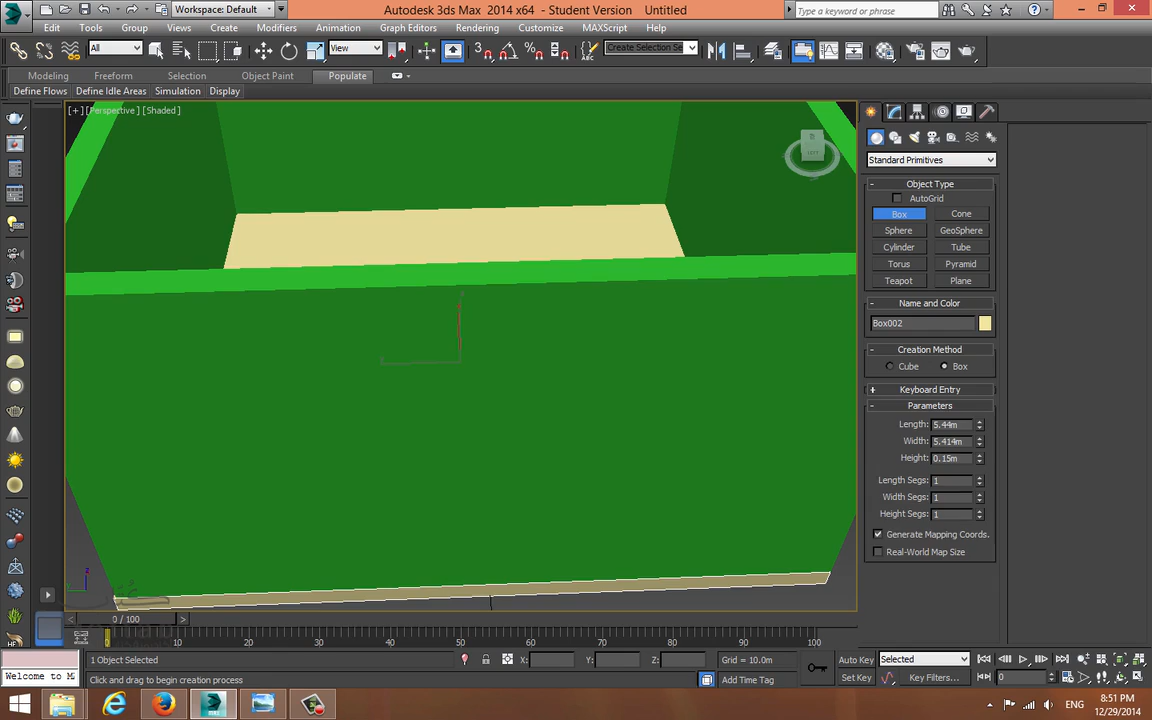 Workspace: Default
Autodesk 3ds Max 2014 x64 - Student Version Untitled
Type a keyword or phrase
MAX
Edit Tools Group Views Create Modifiers Animation Graph Editors Rendering Customize MAXScript Help
All
View
Create Selection Se
Modeling Freeform Selection Object Paint Populate
Define Flows Define Idle Areas Simulation Display
[+] [Perspective] [Shaded]
Standard Primitives
- Object Type
AutoGrid
Box Cone
Sphere GeoSphere
Cylinder Tube
Torus Pyramid
Teapot Plane
- Name and Color
Box002
- Creation Method
Cube Box
+ Keyboard Entry
- Parameters
Length: 5.44m
Width: 5.414m
Height: 0.15m
Length Segs: 1
Width Segs: 1
Height Segs: 1
Generate Mapping Coords.
Real-World Map Size
z
< 0 / 100 >
0 10 20 30 40 50 60 70 80 90 100
1 Object Selected X: Y: Z: Grid = 10.0m Auto Key Selected
Welcome to M Click and drag to begin creation process Add Time Tag Set Key Key Filters... 0
ENG
8:51 PM
12/29/2014